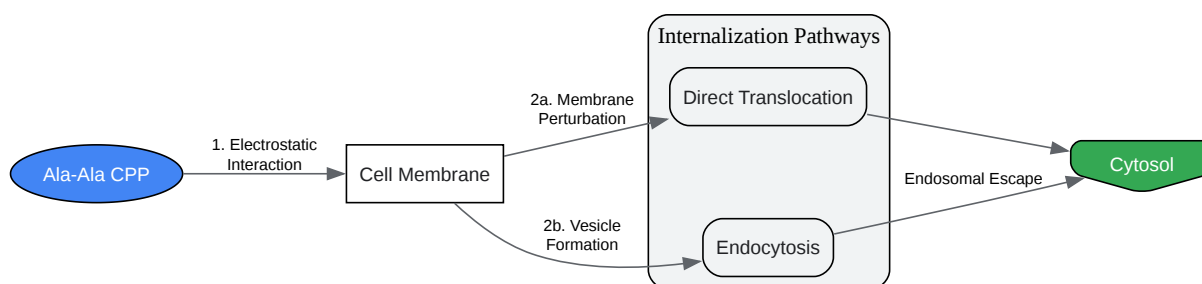 Internalization Pathways
Ala-Ala CPP
1. Electrostatic
Interaction
Cell Membrane
2a. Membrane
Perturbation
Direct Translocation
2b. Vesicle
Formation
Endocytosis
Endosomal Escape
Cytosol